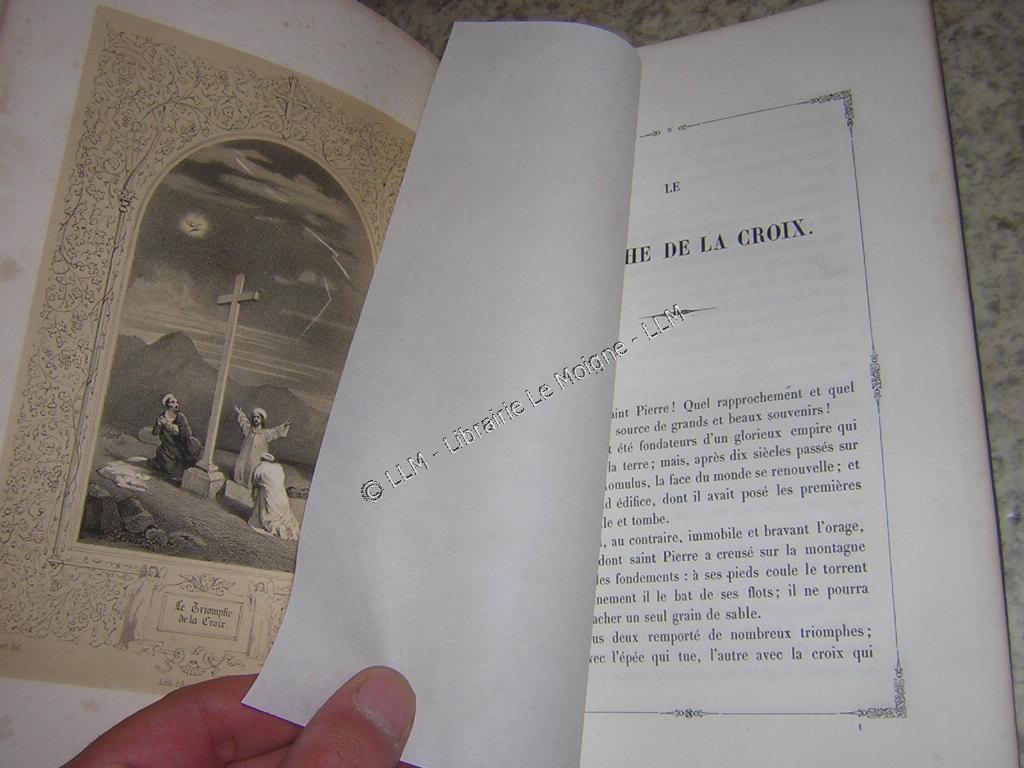 Le Triomphe
de la Croix.
LE
HE DE LA CROIX.
aint Pierre! Quel rapprochement et quel
source de grands et beaux souvenirs!
t été fondateurs d'un glorieux empire qui
la terre; mais, après dix siècles passés sur
omulus, la face du monde se renouvelle; et
d édifice, dont il avait posé les premières
le et tombe.
, au contraire, immobile et bravant l'orage,
dont saint Pierre a creusé sur la montagne
les fondements : à ses pieds coule le torrent
nement il le bat de ses flots; il ne pourra
acher un seul grain de sable.
us deux remporté de nombreux triomphes;
vec l'épée qui tue, l'autre avec la croix qui
1
© LLM - Librairie Le Moigne - LLM